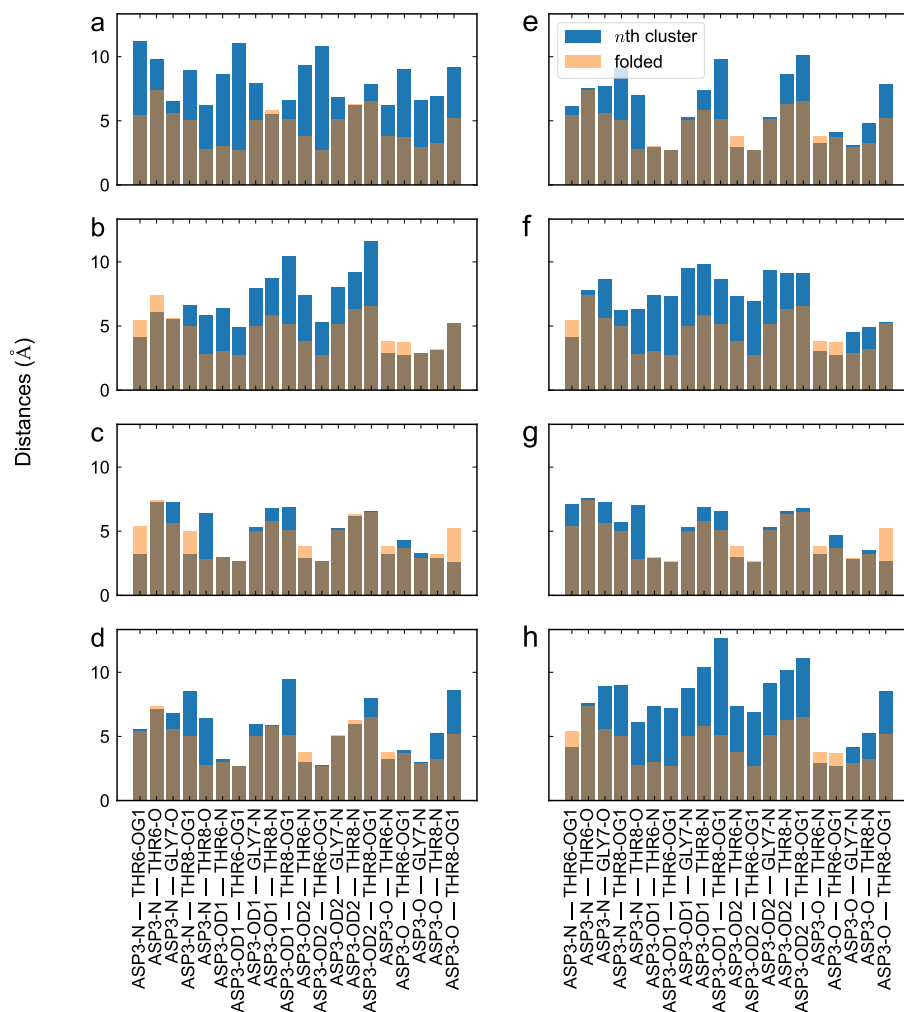 a
10
5
0
b
10
5
0
c
10
5
0
d
10
5
0
Distances (Å)
e
nth cluster
folded
f
g
h
ASP3-N — THR6-OG1
ASP3-N — THR6-O
ASP3-N — GLY7-O
ASP3-N — THR8-OG1
ASP3-N — THR8-O
ASP3-OD1 — THR6-N
ASP3-OD1 — THR6-OG1
ASP3-OD1 — GLY7-N
ASP3-OD1 — THR8-N
ASP3-OD1 — THR8-OG1
ASP3-OD2 — THR6-N
ASP3-OD2 — THR6-OG1
ASP3-OD2 — GLY7-N
ASP3-OD2 — THR8-N
ASP3-OD2 — THR8-OG1
ASP3-O — THR6-N
ASP3-O — THR6-OG1
ASP3-O — GLY7-N
ASP3-O — THR8-N
ASP3-O — THR8-OG1
ASP3-N — THR6-OG1
ASP3-N — THR6-O
ASP3-N — GLY7-O
ASP3-N — THR8-OG1
ASP3-N — THR8-O
ASP3-OD1 — THR6-N
ASP3-OD1 — THR6-OG1
ASP3-OD1 — GLY7-N
ASP3-OD1 — THR8-N
ASP3-OD1 — THR8-OG1
ASP3-OD2 — THR6-N
ASP3-OD2 — THR6-OG1
ASP3-OD2 — GLY7-N
ASP3-OD2 — THR8-N
ASP3-OD2 — THR8-OG1
ASP3-O — THR6-N
ASP3-O — THR6-OG1
ASP3-O — GLY7-N
ASP3-O — THR8-N
ASP3-O — THR8-OG1